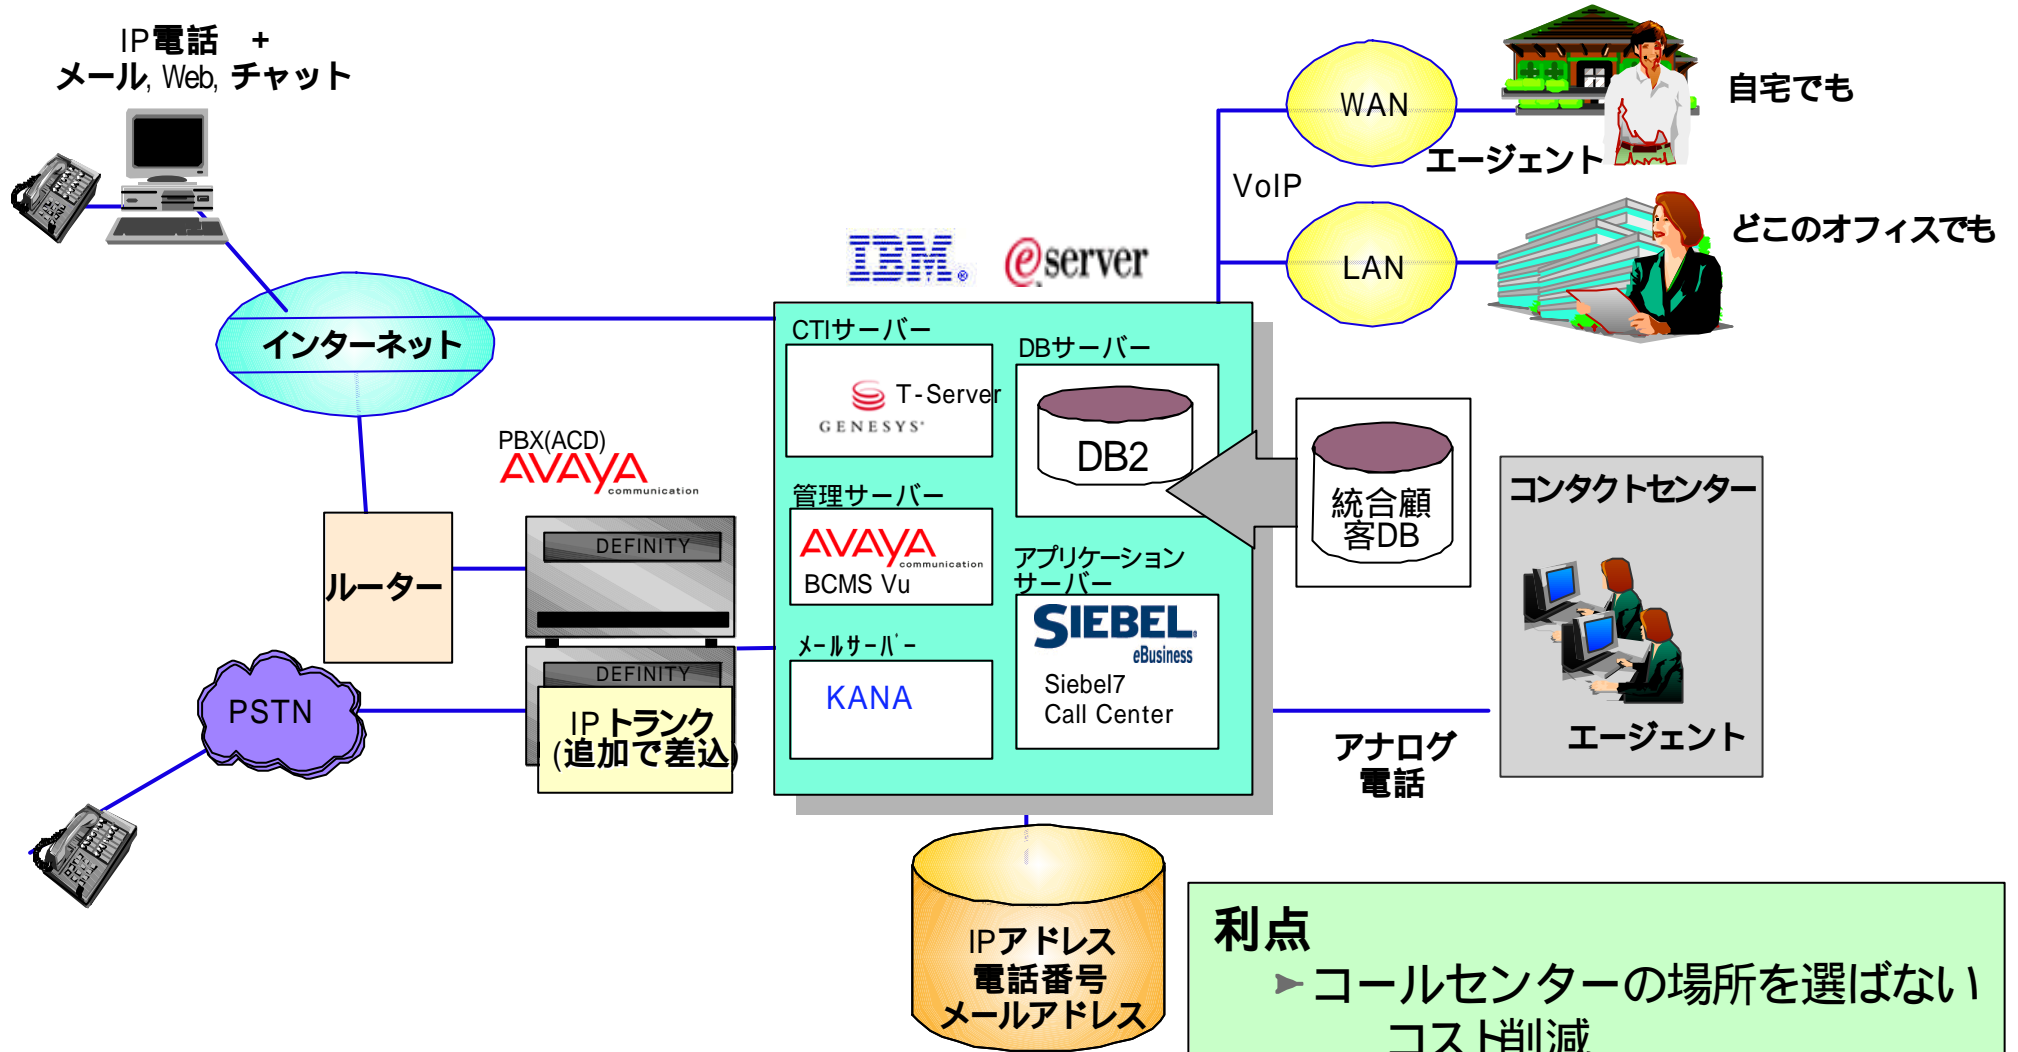 IP電話 +
メール, Web, チャット
インターネット
ルーター
PSTN
PBX(ACD)
AVAYA
communication
DEFINITY
DEFINITY
IPトランク
(追加で差込)
IBM®
eserver
CTIサーバー
T-Server
GENESYS
管理サーバー
AVAYA
communication
BCMS Vu
メールサーバー
KANA
DBサーバー
DB2
アプリケーション
サーバー
SIEBEL.
eBusiness
Siebel7
Call Center
統合顧
客DB
VoIP
WAN
LAN
エージェント
自宅でも
どこのオフィスでも
コンタクトセンター
エージェント
アナログ
電話
IPアドレス
電話番号
メールアドレス
利点
➤コールセンターの場所を選ばない
コスト削減